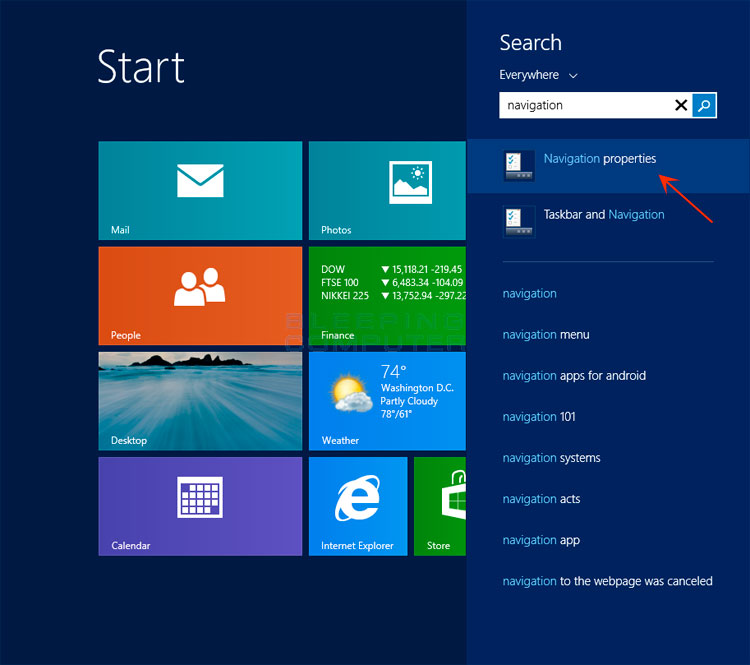 Start
Mail
Photos
People
DOW ▼ 15,118.21 -219.45
FTSE 100 ▼ 6,483.34 -104.09
NIKKEI 225 ▼ 13,752.94 -297.22
Finance
BLEEPING
COMPUTER
Desktop
74°
Washington D.C.
Partly Cloudy
78°/61°
Weather
Calendar
Internet Explorer
Store
Search
Everywhere
navigation
Navigation properties
Taskbar and Navigation
navigation
navigation menu
navigation apps for android
navigation 101
navigation systems
navigation acts
navigation app
navigation to the webpage was canceled